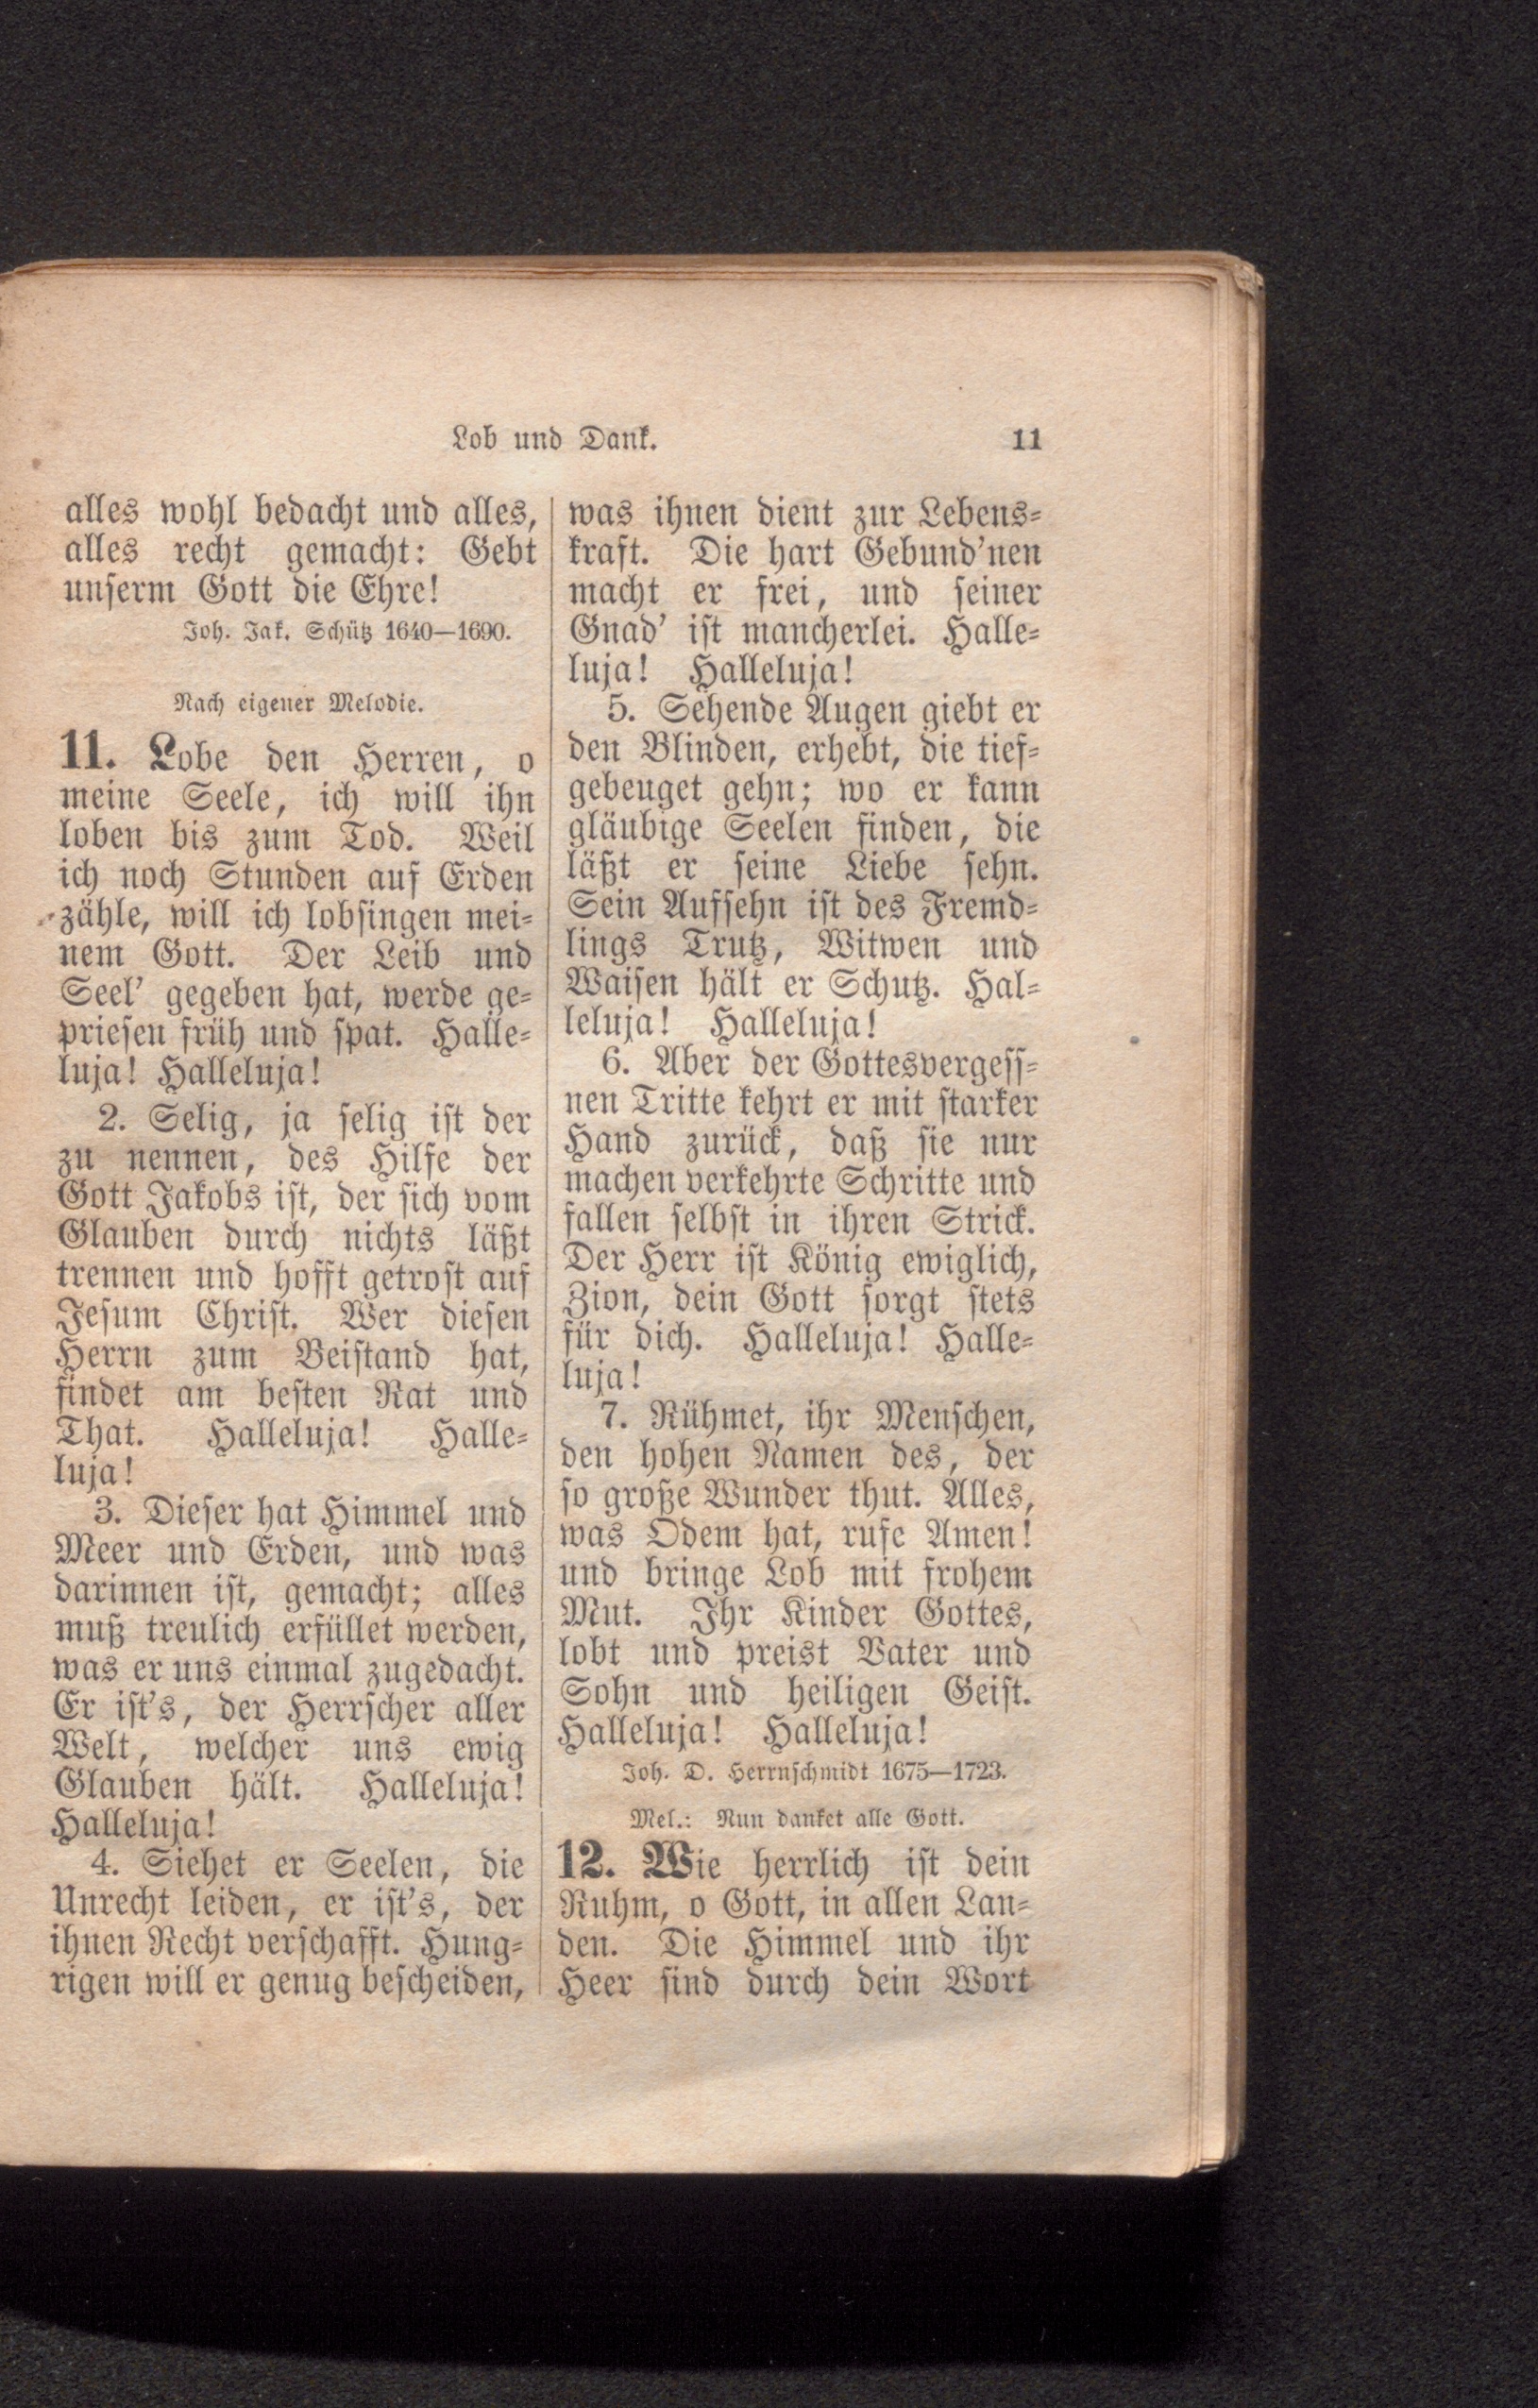 Lob und Dank. 11
alles wohl bedacht und alles,
alles recht gemacht: Gebt
unserm Gott die Ehre!
Joh. Jak. Schütz 1640—1690.
Nach eigener Melodie.
11. Lobe den Herren, o
meine Seele, ich will ihn
loben bis zum Tod. Weil
ich noch Stunden auf Erden
zähle, will ich lobsingen mei-
nem Gott. Der Leib und
Seel' gegeben hat, werde ge-
priesen früh und spat. Halle-
luja! Halleluja!
2. Selig, ja selig ist der
zu nennen, des Hilfe der
Gott Jakobs ist, der sich vom
Glauben durch nichts läßt
trennen und hofft getrost auf
Jesum Christ. Wer diesen
Herrn zum Beistand hat,
findet am besten Rat und
That. Halleluja! Halle-
luja!
3. Dieser hat Himmel und
Meer und Erden, und was
darinnen ist, gemacht; alles
muß treulich erfüllet werden,
was er uns einmal zugedacht.
Er ist's, der Herrscher aller
Welt, welcher uns ewig
Glauben hält. Halleluja!
Halleluja!
4. Siehet er Seelen, die
Unrecht leiden, er ist's, der
ihnen Recht verschafft. Hung-
rigen will er genug bescheiden,
was ihnen dient zur Lebens-
kraft. Die hart Gebund'nen
macht er frei, und seiner
Gnad' ist mancherlei. Halle-
luja! Halleluja!
5. Sehende Augen giebt er
den Blinden, erhebt, die tief-
gebeuget gehn; wo er kann
gläubige Seelen finden, die
läßt er seine Liebe sehn.
Sein Aufsehn ist des Fremd-
lings Trutz, Witwen und
Waisen hält er Schutz. Hal-
leluja! Halleluja!
6. Aber der Gottesvergess-
nen Tritte kehrt er mit starker
Hand zurück, daß sie nur
machen verkehrte Schritte und
fallen selbst in ihren Strick.
Der Herr ist König ewiglich,
Zion, dein Gott sorgt stets
für dich. Halleluja! Halle-
luja!
7. Rühmet, ihr Menschen,
den hohen Namen des, der
so große Wunder thut. Alles,
was Odem hat, rufe Amen!
und bringe Lob mit frohem
Mut. Ihr Kinder Gottes,
lobt und preist Vater und
Sohn und heiligen Geist.
Halleluja! Halleluja!
Joh. D. Herrnschmidt 1675—1723.
Mel.: Nun danket alle Gott.
12. Wie herrlich ist dein
Ruhm, o Gott, in allen Lan-
den. Die Himmel und ihr
Heer sind durch dein Wort